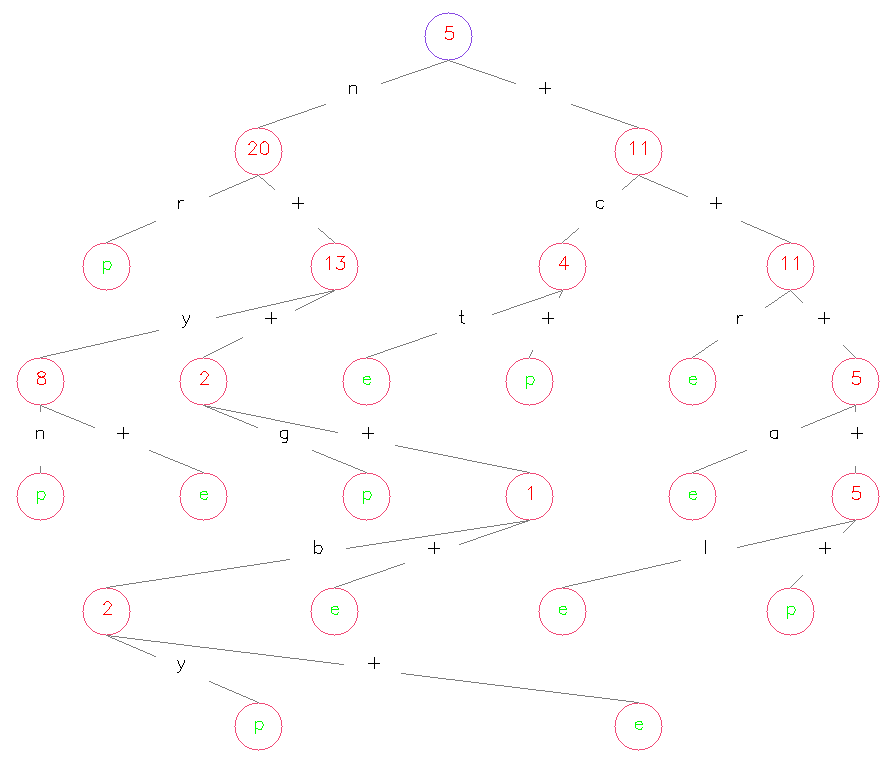 5
n +
20 11
r + c +
p 13 4 11
y + t + r +
8 2 e p e 5
n + g + a +
p e p 1 e 5
b + l +
2 e e p
y +
p e